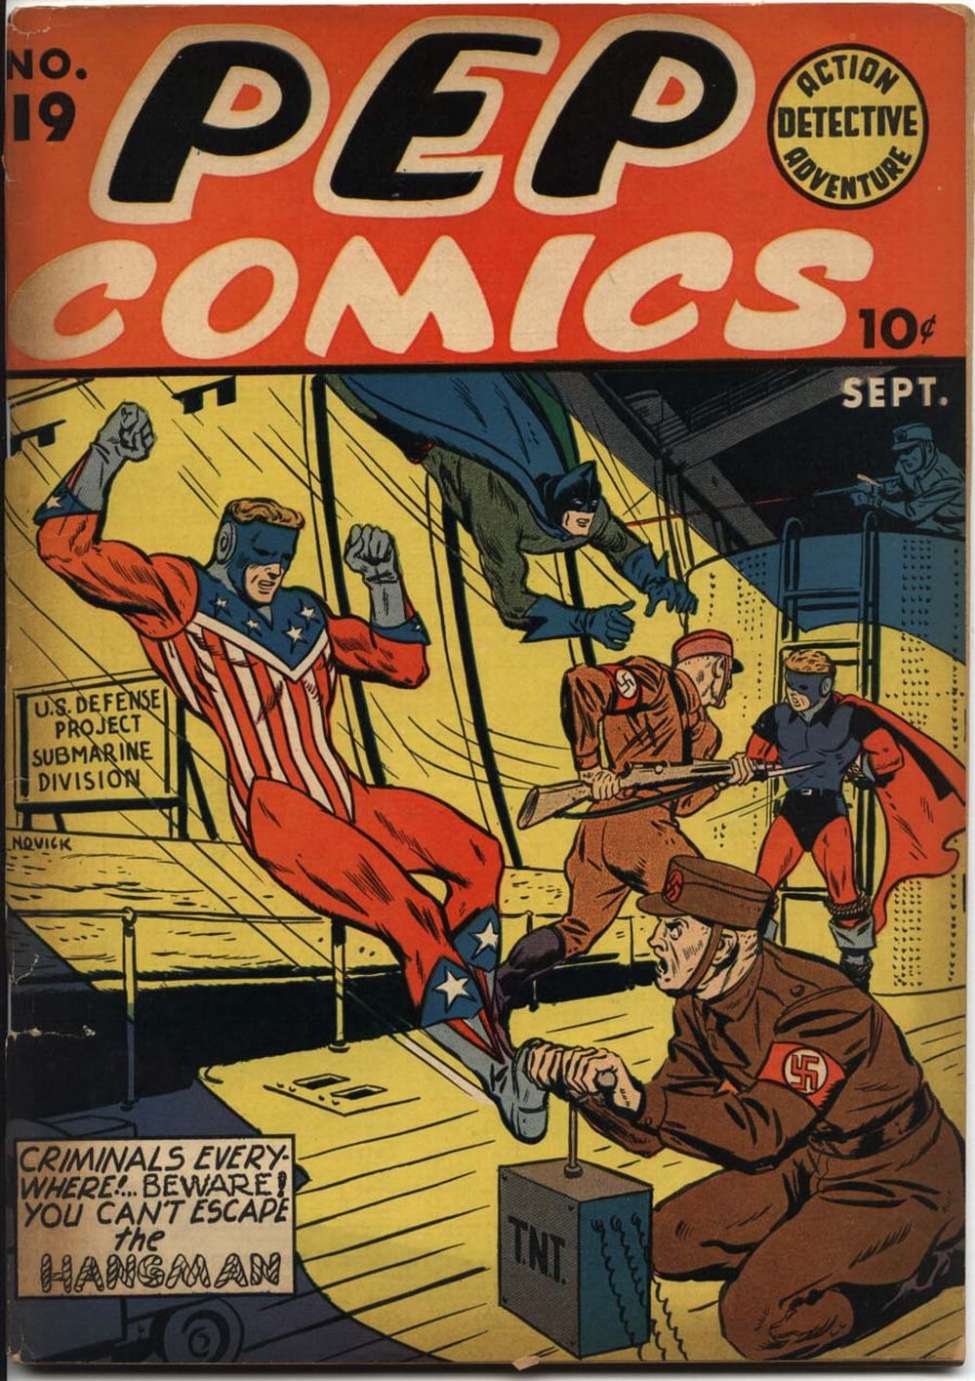 NO.
19
PEP
COMICS
ACTION
DETECTIVE
ADVENTURE
10¢
SEPT.
U.S. DEFENSE
PROJECT
SUBMARINE
DIVISION
NOVICK
T.N.T.
CRIMINALS EVERY-
WHERE!... BEWARE!
YOU CAN'T ESCAPE
the
HANGMAN